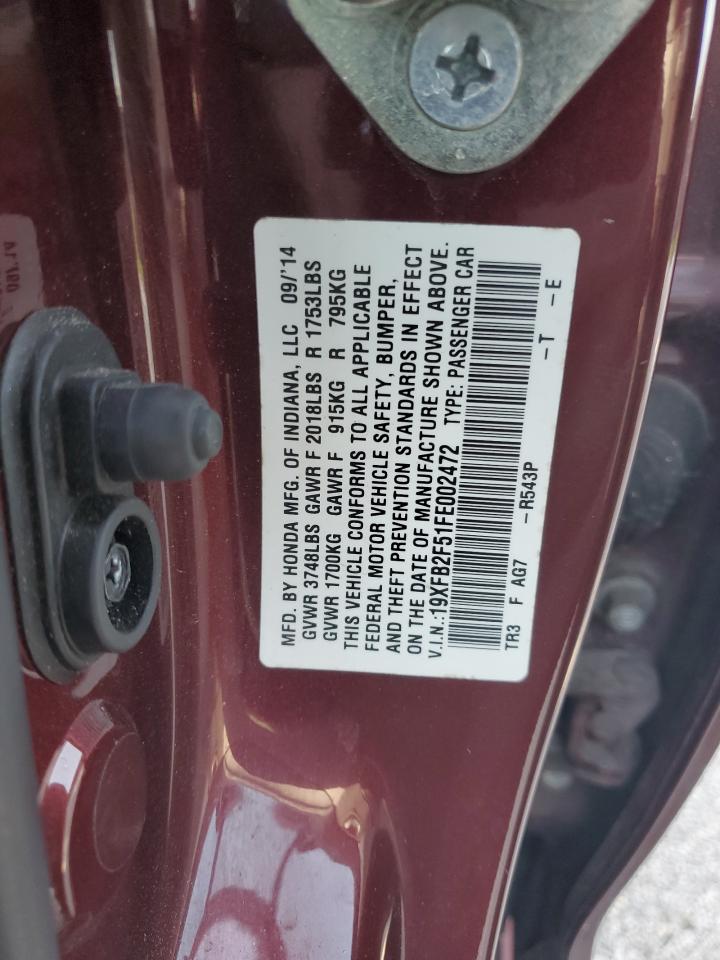 MFD. BY HONDA MFG. OF INDIANA, LLC 09/'14
GVWR 3748LBS GAWR F 2018LBS R 1753LBS
GVWR 1700KG GAWR F 915KG R 795KG
THIS VEHICLE CONFORMS TO ALL APPLICABLE
FEDERAL MOTOR VEHICLE SAFETY, BUMPER,
AND THEFT PREVENTION STANDARDS IN EFFECT
ON THE DATE OF MANUFACTURE SHOWN ABOVE.
V.I.N.:19XFB2F51FE002472 TYPE: PASSENGER CAR
TR3 F AG7 –R543P –T –E